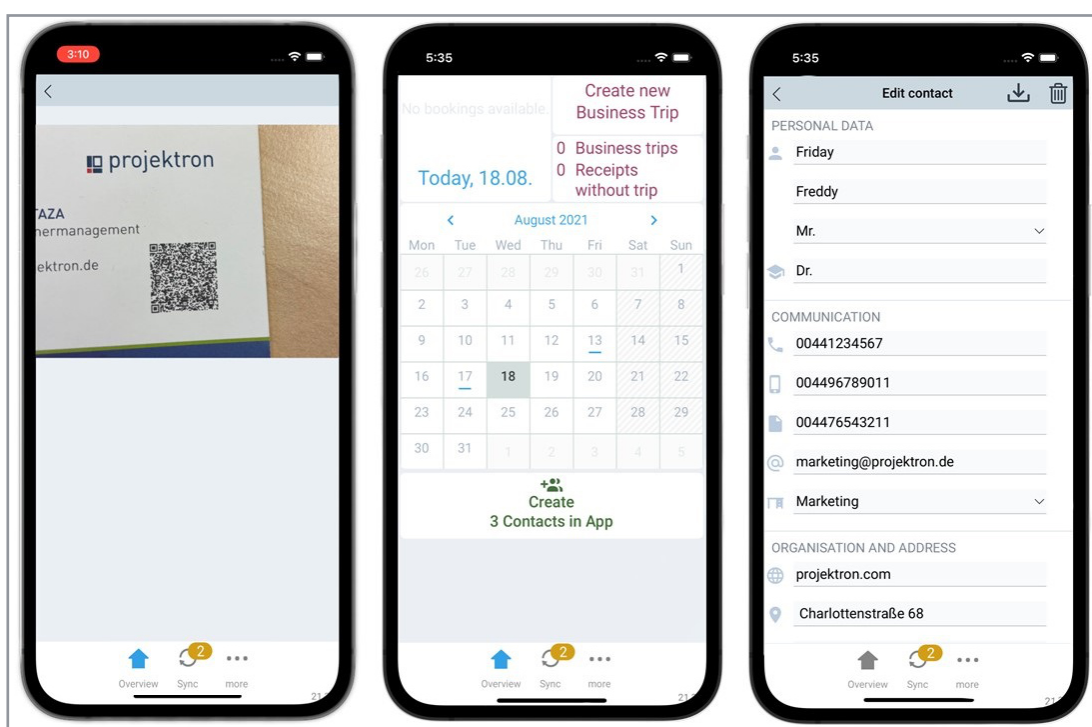 3:10
projektron
TAZA
nermanagement
ektron.de
Overview
Sync
2
more
5:35
No bookings available.
Today, 18.08.
Create new
Business Trip
0 Business trips
0 Receipts
without trip
August 2021
Mon Tue Wed Thu Fri Sat Sun
26 27 28 29 30 31 1
2 3 4 5 6 7 8
9 10 11 12 13 14 15
16 17 18 19 20 21 22
23 24 25 26 27 28 29
30 31 1 2 3 4 5
Create
3 Contacts in App
Overview
Sync
2
more
5:35
Edit contact
PERSONAL DATA
Friday
Freddy
Mr.
Dr.
COMMUNICATION
00441234567
004496789011
004476543211
marketing@projektron.de
Marketing
ORGANISATION AND ADDRESS
projektron.com
Charlottenstraße 68
Overview
Sync
2
more